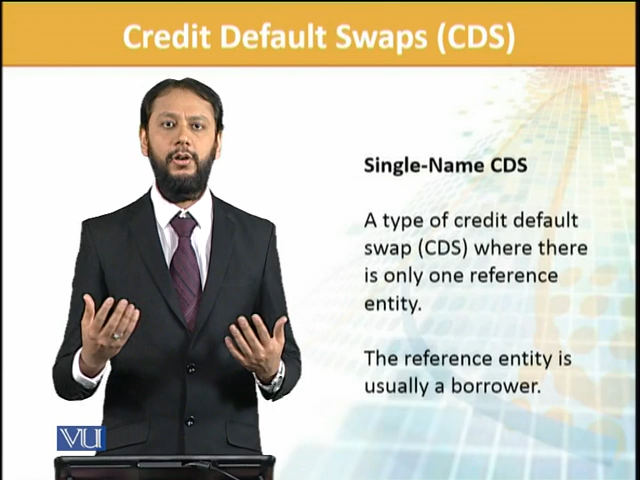 Credit Default Swaps (CDS)
Single-Name CDS
A type of credit default
swap (CDS) where there
is only one reference
entity.
The reference entity is
usually a borrower.
VU